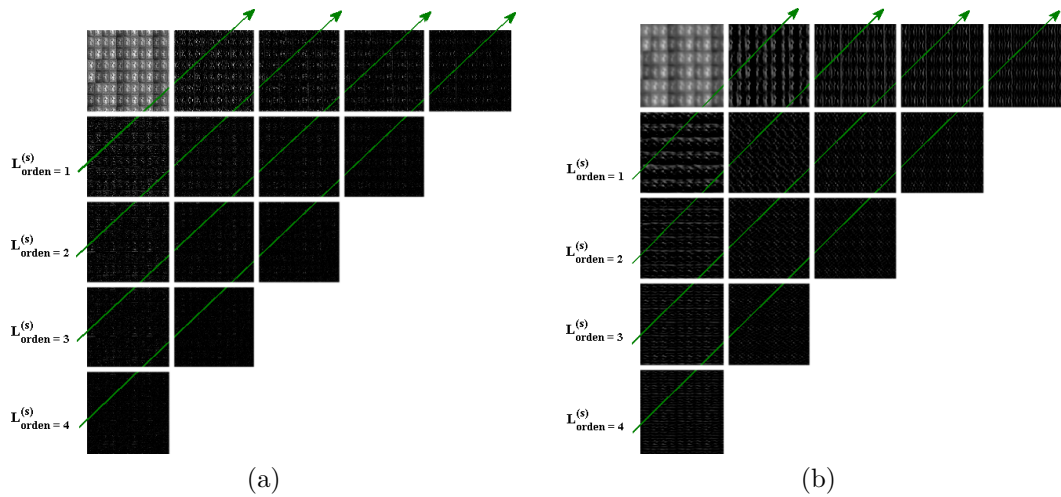 L(s)orden = 1
L(s)orden = 2
L(s)orden = 3
L(s)orden = 4
(a)
L(s)orden = 1
L(s)orden = 2
L(s)orden = 3
L(s)orden = 4
(b)